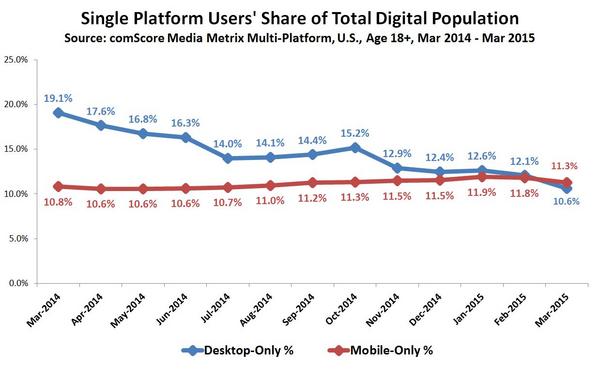 Single Platform Users' Share of Total Digital Population
Source: comScore Media Metrix Multi-Platform, U.S., Age 18+, Mar 2014 - Mar 2015
25.0%
20.0%
15.0%
10.0%
5.0%
0.0%
19.1% 17.6% 16.8% 16.3% 14.0% 14.1% 14.4% 15.2% 12.9% 12.4% 12.6% 12.1% 11.3%
10.8% 10.6% 10.6% 10.6% 10.7% 11.0% 11.2% 11.3% 11.5% 11.5% 11.9% 11.8% 10.6%
Mar-2014 Apr-2014 May-2014 Jun-2014 Jul-2014 Aug-2014 Sep-2014 Oct-2014 Nov-2014 Dec-2014 Jan-2015 Feb-2015 Mar-2015
Desktop-Only % Mobile-Only %